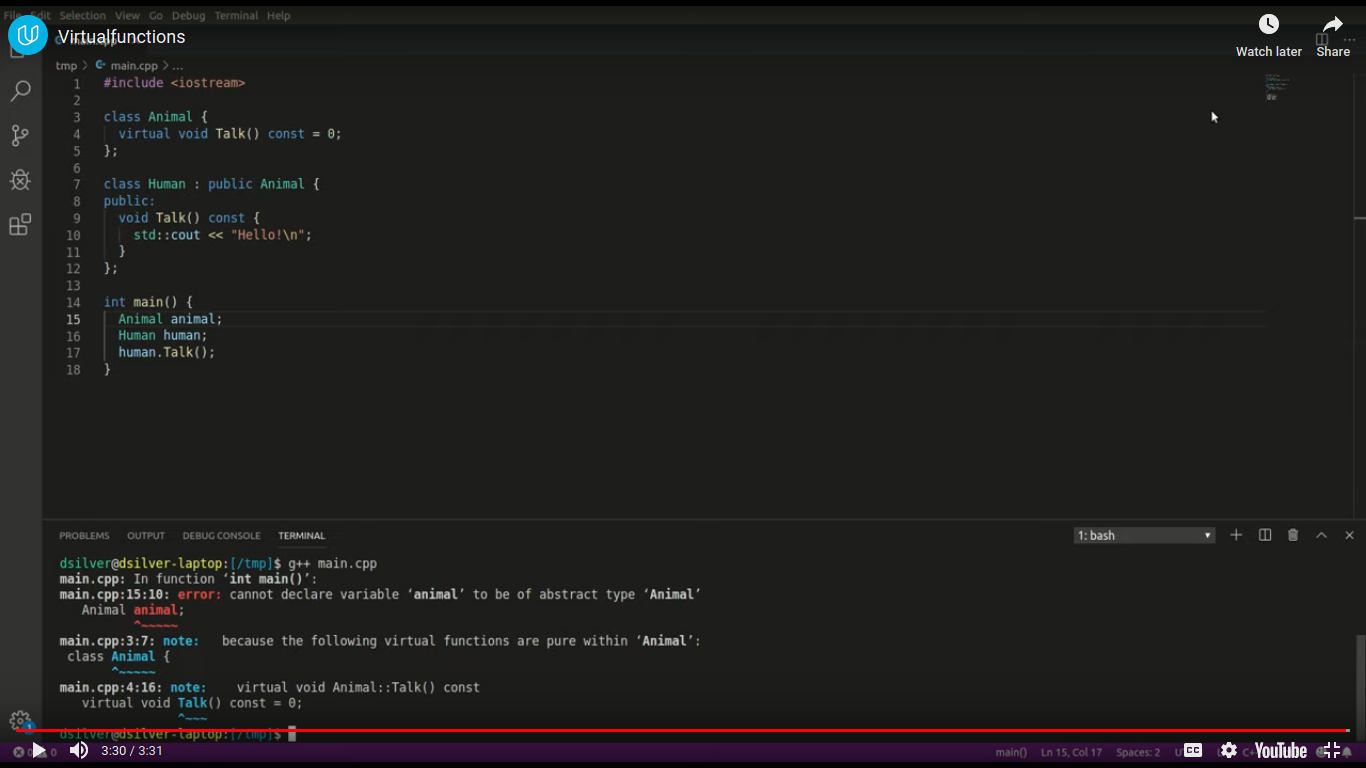 File Edit Selection View Go Debug Terminal Help
Virtualfunctions
Watch later
Share
tmp > main.cpp > ...
1 #include <iostream>
2
3 class Animal {
4 virtual void Talk() const = 0;
5 };
6
7 class Human : public Animal {
8 public:
9 void Talk() const {
10 std::cout << "Hello!\n";
11 }
12 };
13
14 int main() {
15 Animal animal;
16 Human human;
17 human.Talk();
18 }
PROBLEMS OUTPUT DEBUG CONSOLE TERMINAL
1: bash
dsilver@dsilver-laptop:[/tmp]$ g++ main.cpp
main.cpp: In function ‘int main()’:
main.cpp:15:10: error: cannot declare variable ‘animal’ to be of abstract type ‘Animal’
Animal animal;
^~~~~~
main.cpp:3:7: note: because the following virtual functions are pure within ‘Animal’:
class Animal {
^~~~~~
main.cpp:4:16: note: virtual void Animal::Talk() const
virtual void Talk() const = 0;
^~~~
dsilver@dsilver-laptop:[/tmp]$
1
3:30 / 3:31
main() Ln 15, Col 17 Spaces: 2
CC
YouTube